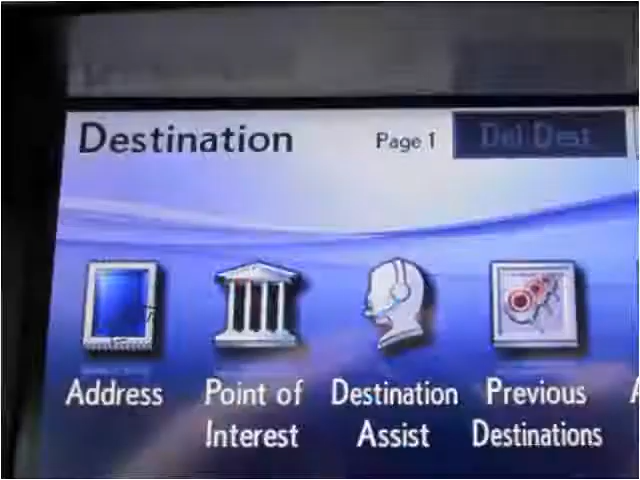 Destination
Page 1
Del Dest
Address
Point of
Interest
Destination
Assist
Previous
Destinations